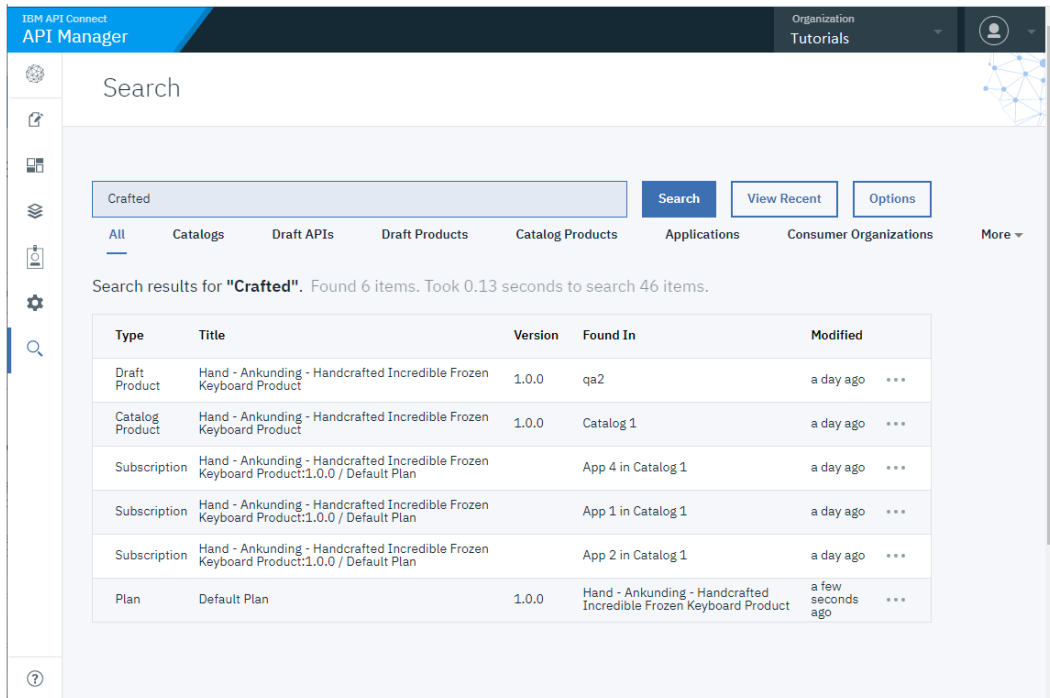 IBM API Connect
API Manager
Organization
Tutorials
Search
Crafted
Search
View Recent
Options
All Catalogs Draft APIs Draft Products Catalog Products Applications Consumer Organizations More
Search results for "Crafted". Found 6 items. Took 0.13 seconds to search 46 items.
Type Title Version Found In Modified
Draft
Product
Hand - Ankunding - Handcrafted Incredible Frozen
Keyboard Product
1.0.0
qa2
a day ago
Catalog
Product
Hand - Ankunding - Handcrafted Incredible Frozen
Keyboard Product
1.0.0
Catalog 1
a day ago
Subscription
Hand - Ankunding - Handcrafted Incredible Frozen
Keyboard Product:1.0.0 / Default Plan
App 4 in Catalog 1
a day ago
Subscription
Hand - Ankunding - Handcrafted Incredible Frozen
Keyboard Product:1.0.0 / Default Plan
App 1 in Catalog 1
a day ago
Subscription
Hand - Ankunding - Handcrafted Incredible Frozen
Keyboard Product:1.0.0 / Default Plan
App 2 in Catalog 1
a day ago
Plan
Default Plan
1.0.0
Hand - Ankunding - Handcrafted
Incredible Frozen Keyboard Product
a few
seconds
ago
?